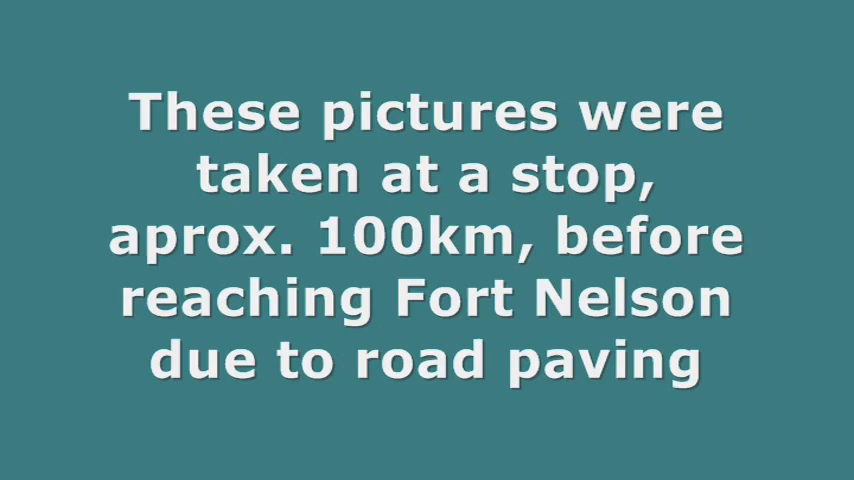 These pictures were
taken at a stop,
aprox. 100km, before
reaching Fort Nelson
due to road paving